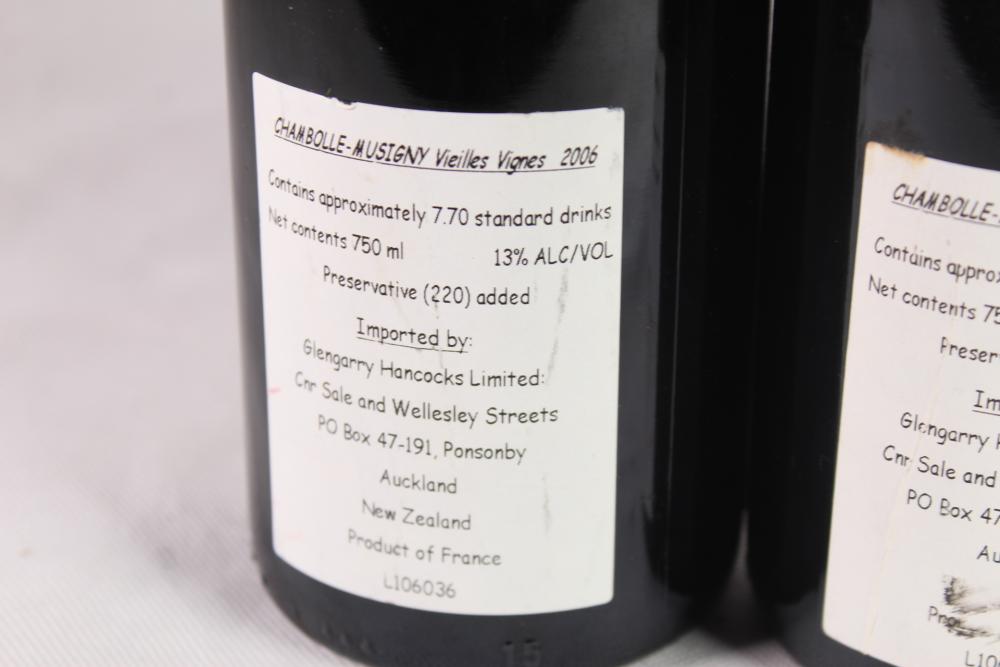 CHAMBOLLE-MUSIGNY Vieilles Vignes 2006
Contains approximately 7.70 standard drinks
Net contents 750 ml 13% ALC/VOL
Preservative (220) added
Imported by:
Glengarry Hancocks Limited:
Cnr Sale and Wellesley Streets
PO Box 47-191, Ponsonby
Auckland
New Zealand
Product of France
L106036
15
CHAMBOLLE-
Contains approx
Net contents 75
Preser
Im
Glengarry
Cnr Sale and
PO Box 47
Au
L10